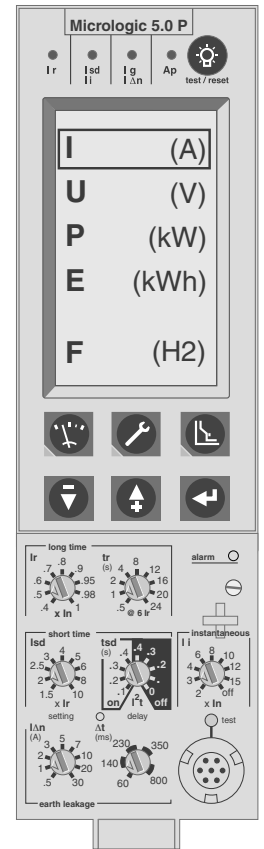 Micrologic 5.0 P
Ir
Isd
Ii
Ig
I∆n
Ap
test / reset
I (A)
U (V)
P (kW)
E (kWh)
F (H2)
long time
alarm
Ir
.4 .5 .6 .7 .8 .9 .95 .98 1
x In
tr
(s)
.5 1 2 4 8 12 16 20 24
@ 6 Ir
short time
Isd
1.5 2 2.5 3 4 5 6 8 10
x Ir
setting
tsd
(s)
.1 .2 .3 .4 .4 .3 .2 .1 0
on I²t off
delay
instantaneous
Ii
2 3 4 6 8 10 12 15 off
x In
test
I∆n
(A)
.5 1 2 3 5 7 10 20 30
∆t
(ms)
60 140 230 350 800
earth leakage